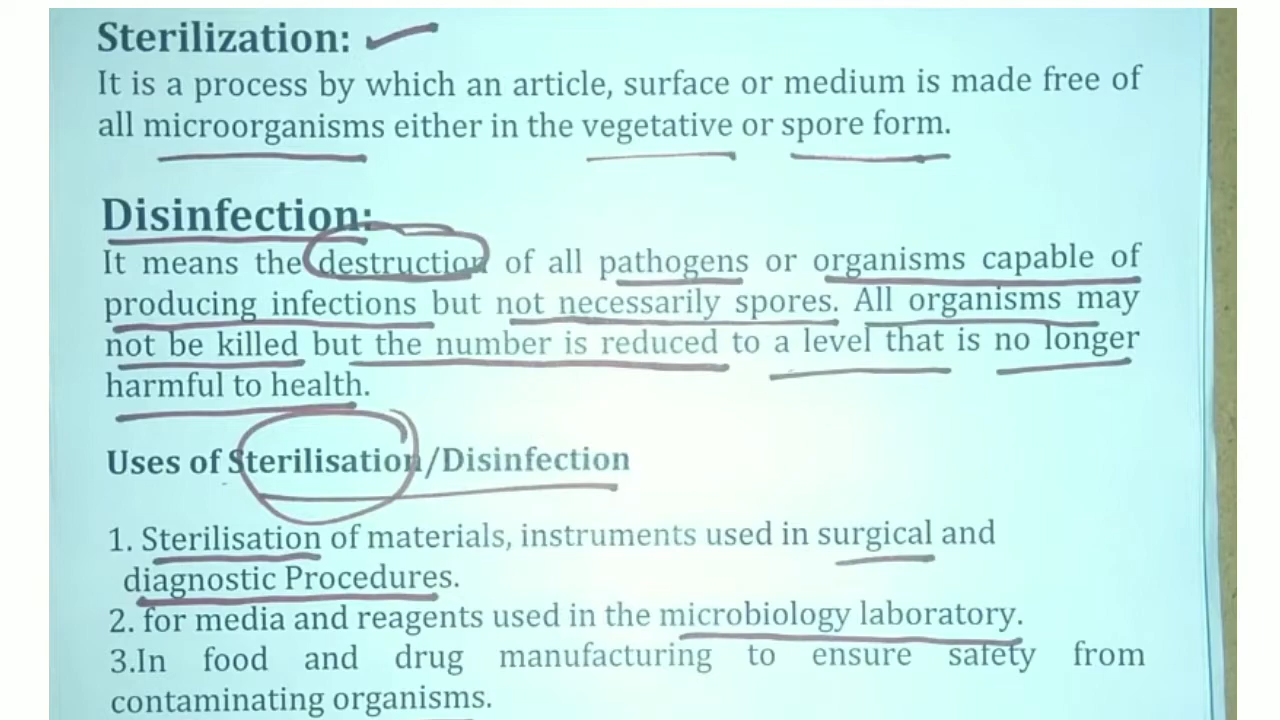 Sterilization:
It is a process by which an article, surface or medium is made free of
all microorganisms either in the vegetative or spore form.
Disinfection:
It means the destruction of all pathogens or organisms capable of
producing infections but not necessarily spores. All organisms may
not be killed but the number is reduced to a level that is no longer
harmful to health.
Uses of Sterilisation/Disinfection
1. Sterilisation of materials, instruments used in surgical and
diagnostic Procedures.
2. for media and reagents used in the microbiology laboratory.
3.In food and drug manufacturing to ensure safety from
contaminating organisms.